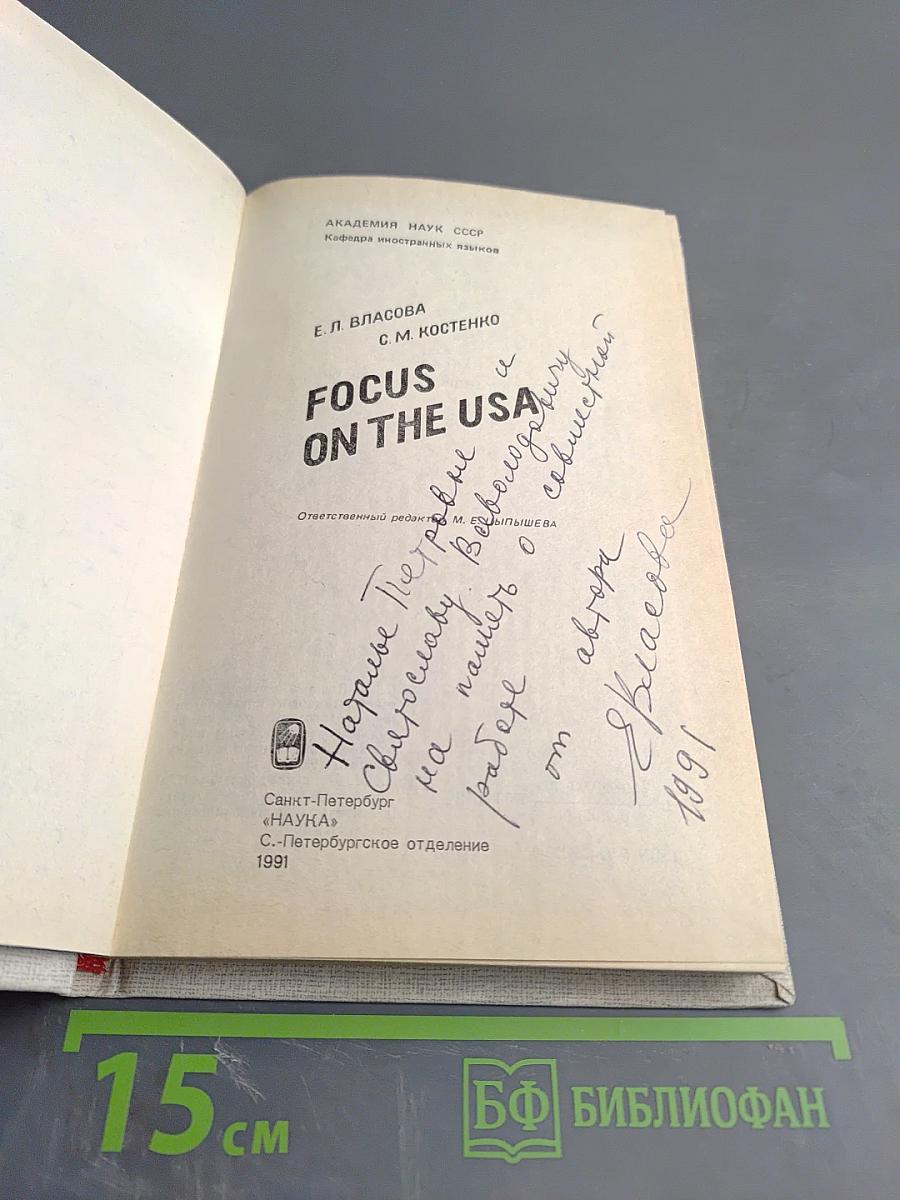 АКАДЕМИЯ НАУК СССР
Кафедра иностранных языков
Е. Л. ВЛАСОВА
С. М. КОСТЕНКО
FOCUS
ON THE USA
Ответственный М. Е.
Наталье Петровне и
Святославу Всеволодовичу
на память о совместной
работе
от автора
ЕВласова
1991
Санкт-Петербург
«НАУКА»
С.-Петербургское отделение
1991
15 см
БФ БИБЛИОФАН